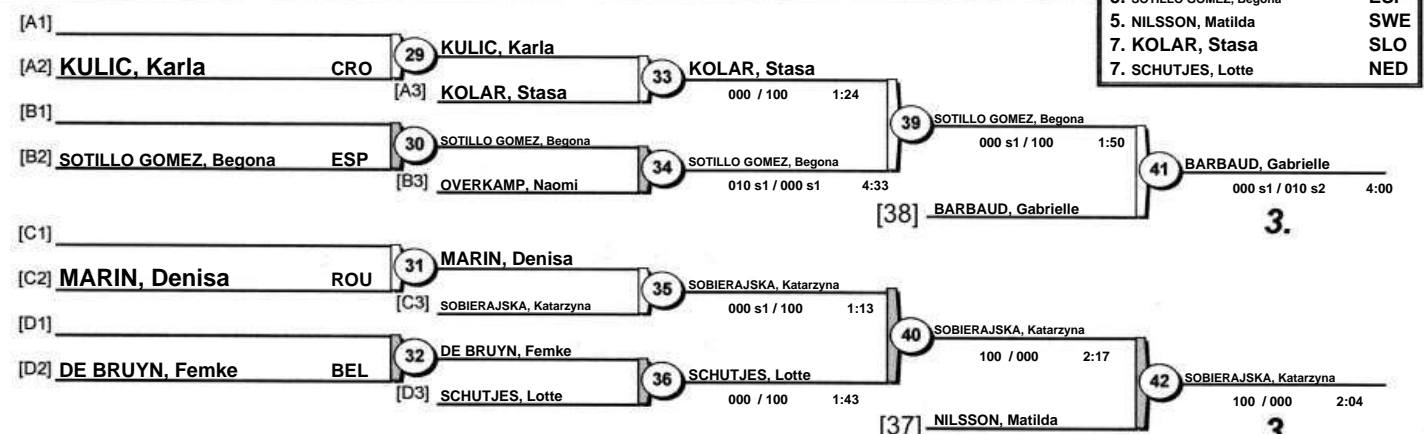 [A1]
[A2] KULIC, Karla CRO
29
KULIC, Karla
[A3] KOLAR, Stasa
33
KOLAR, Stasa
000 / 100 1:24
[B1]
[B2] SOTILLO GOMEZ, Begona ESP
30
SOTILLO GOMEZ, Begona
[B3] OVERKAMP, Naomi
34
SOTILLO GOMEZ, Begona
010 s1 / 000 s1 4:33
39
SOTILLO GOMEZ, Begona
000 s1 / 100 1:50
[38] BARBAUD, Gabrielle
41
BARBAUD, Gabrielle
000 s1 / 010 s2 4:00
3.
[C1]
[C2] MARIN, Denisa ROU
31
MARIN, Denisa
[C3] SOBIERAJSKA, Katarzyna
35
SOBIERAJSKA, Katarzyna
000 s1 / 100 1:13
[D1]
[D2] DE BRUYN, Femke BEL
32
DE BRUYN, Femke
[D3] SCHUTJES, Lotte
36
SCHUTJES, Lotte
000 / 100 1:43
40
SOBIERAJSKA, Katarzyna
100 / 000 2:17
[37] NILSSON, Matilda
42
SOBIERAJSKA, Katarzyna
100 / 000 2:04
3
SOTILLO GOMEZ, Begona ESP
5. NILSSON, Matilda SWE
7. KOLAR, Stasa SLO
7. SCHUTJES, Lotte NED